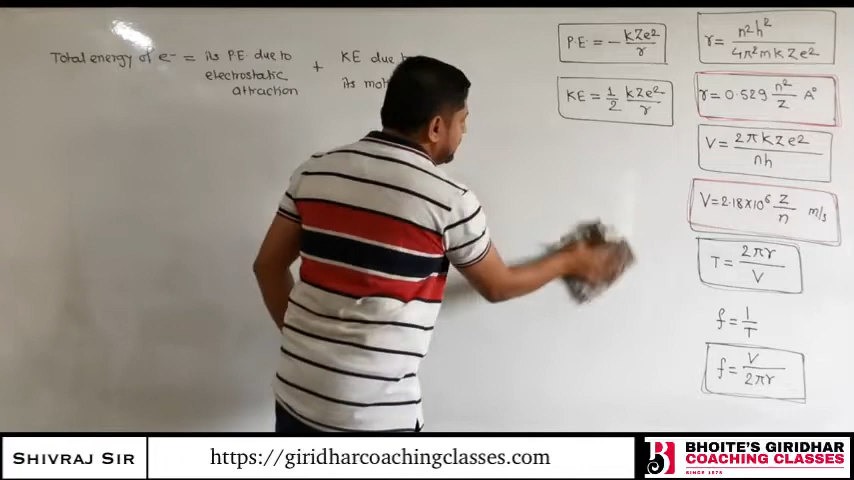 Total energy of e⁻ = its P.E. due to electrostatic attraction + KE due its
P.E. = - kZe²/r
KE = 1/2 kZe²/r
r = n²h²/4π²mkZe²
r = 0.529 n²/Z A°
V = 2πkZe²/nh
V = 2.18×10⁶ Z/n m/s
T = 2πr/V
f = 1/T
f = V/2πr
SHIVRAJ SIR
https://giridharcoachingclasses.com
BHOITE'S GIRIDHAR
COACHING CLASSES
SINCE 1975